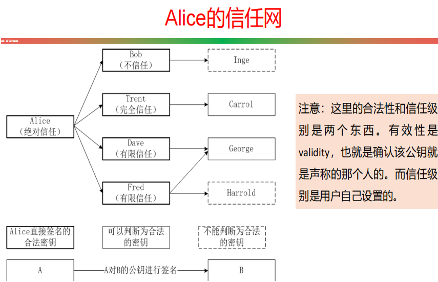 Alice的信任网
Bob
(不信任)
Inge
Trent
(完全信任)
Carrol
Alice
(绝对信任)
Dave
(有限信任)
George
Fred
(有限信任)
Harrold
注意：这里的合法性和信任级
别是两个东西。有效性是
validity，也就是确认该公钥就
是声称的那个人的。而信任级
别是用户自己设置的。
Alice直接签名的
合法密钥
可以判断为合法
的密钥
不能判断为合法
的密钥
A
A对B的公钥进行签名
B